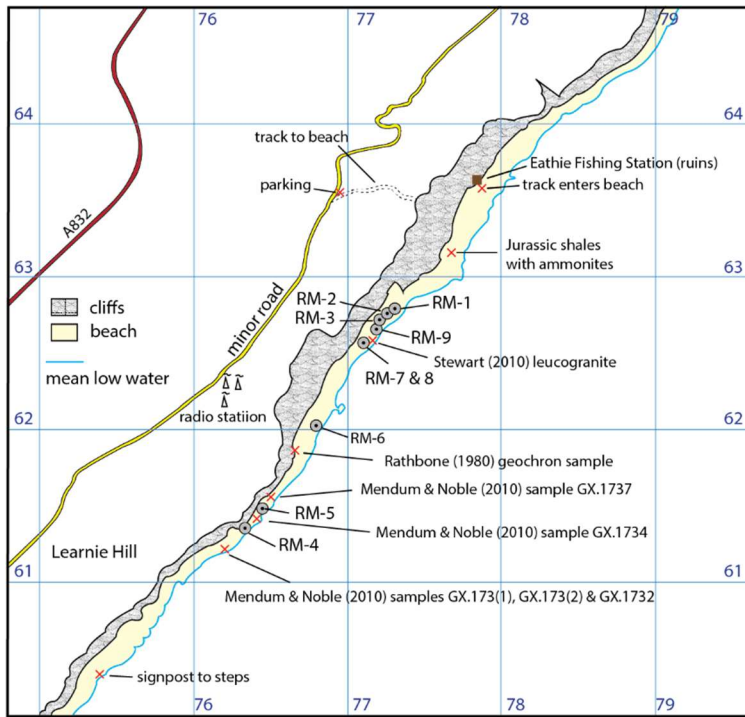 76
77
78
79
64
64
track to beach
Eathie Fishing Station (ruins)
parking
track enters beach
A832
63
63
Jurassic shales
with ammonites
cliffs
beach
mean low water
minor road
RM-2
RM-1
RM-3
RM-9
Stewart (2010) leucogranite
RM-7 & 8
radio statiion
62
62
RM-6
Rathbone (1980) geochron sample
Mendum & Noble (2010) sample GX.1737
RM-5
Mendum & Noble (2010) sample GX.1734
RM-4
Learnie Hill
61
61
Mendum & Noble (2010) samples GX.173(1), GX.173(2) & GX.1732
signpost to steps
76
77
78
79